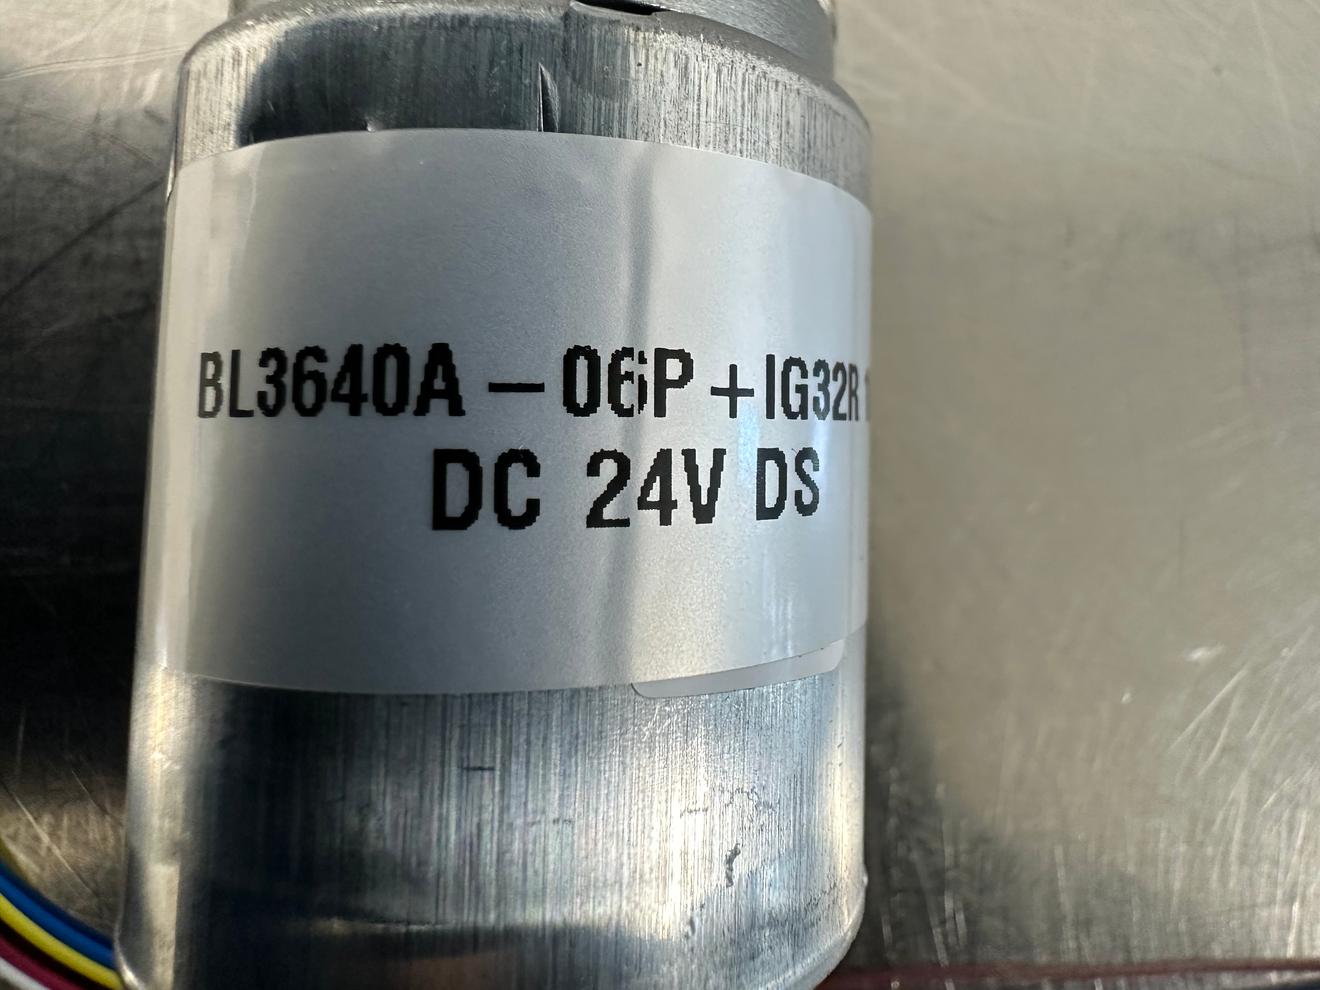 BL3640A – 06P + IG32R
DC 24V DS